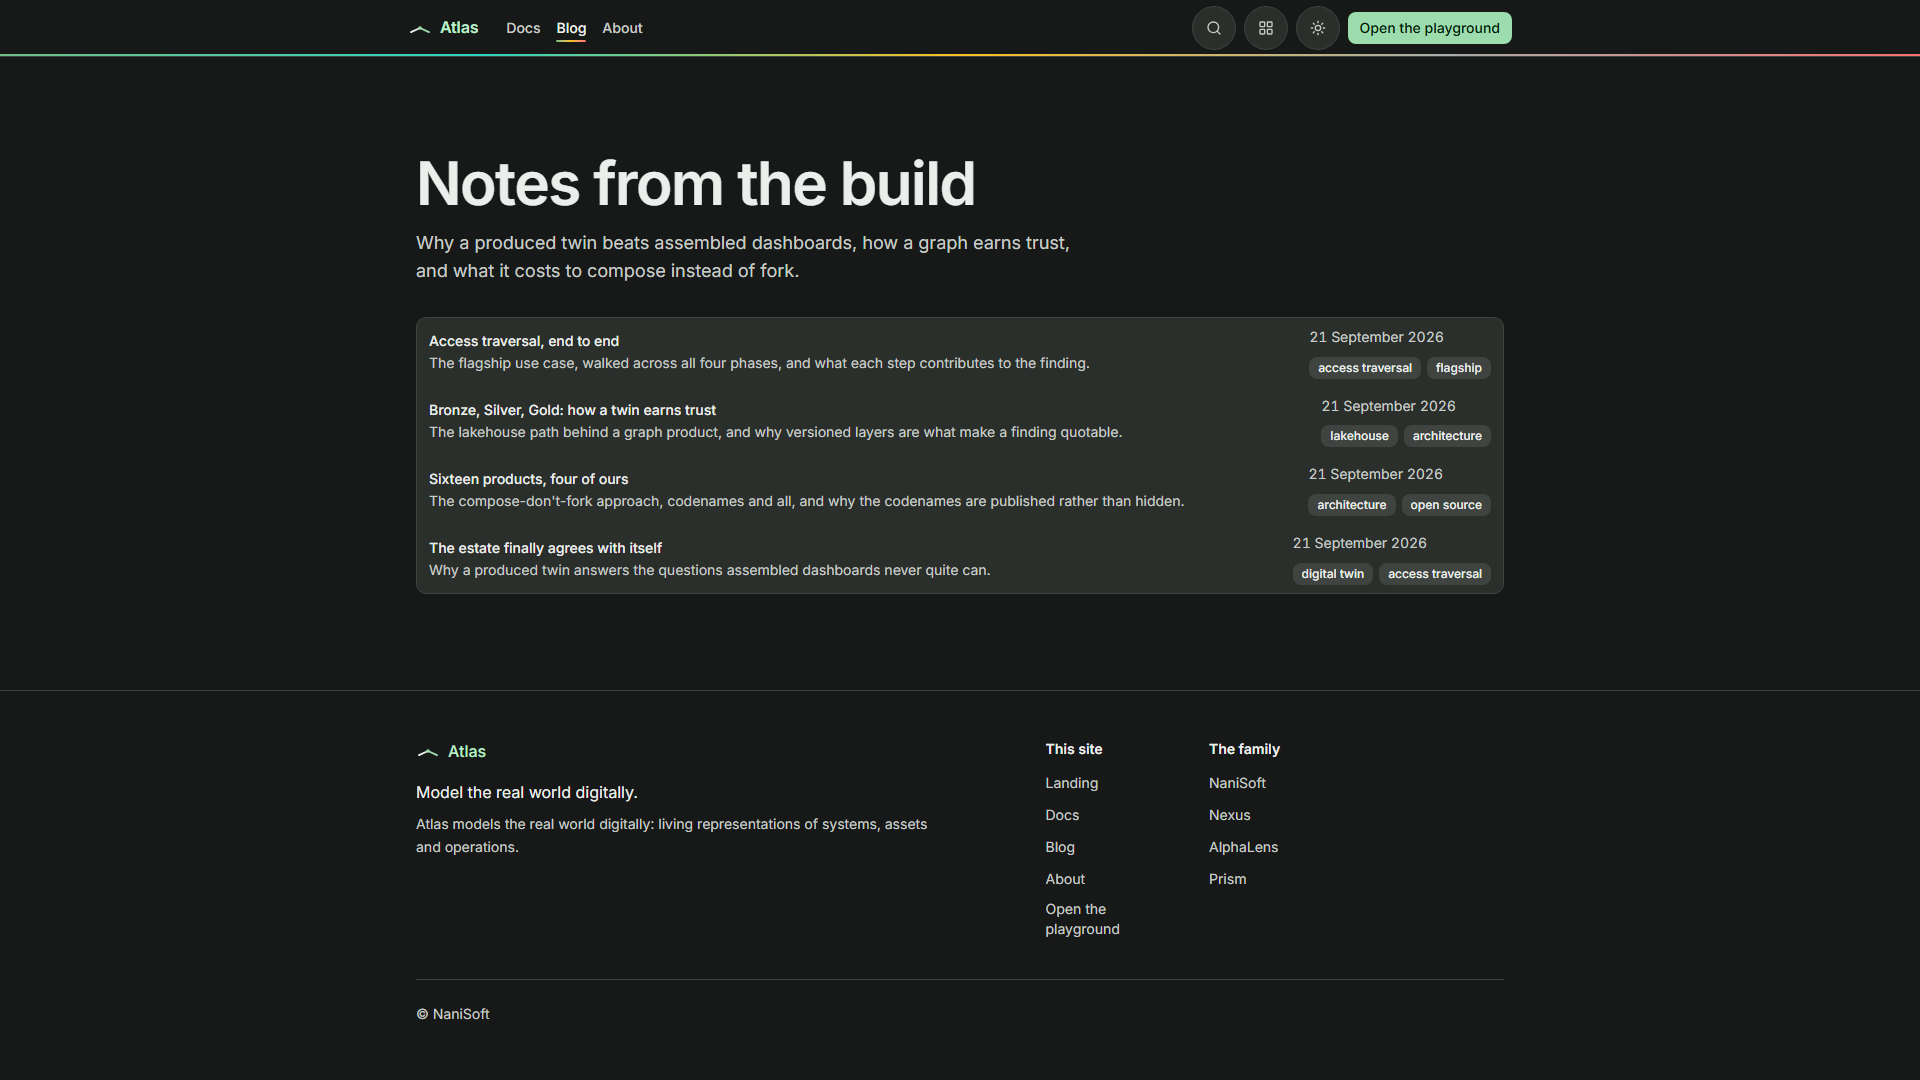 Atlas
Docs
Blog
About
Open the playground
Notes from the build
Why a produced twin beats assembled dashboards, how a graph earns trust,
and what it costs to compose instead of fork.
Access traversal, end to end
The flagship use case, walked across all four phases, and what each step contributes to the finding.
21 September 2026
access traversal
flagship
Bronze, Silver, Gold: how a twin earns trust
The lakehouse path behind a graph product, and why versioned layers are what make a finding quotable.
21 September 2026
lakehouse
architecture
Sixteen products, four of ours
The compose-don't-fork approach, codenames and all, and why the codenames are published rather than hidden.
21 September 2026
architecture
open source
The estate finally agrees with itself
Why a produced twin answers the questions assembled dashboards never quite can.
21 September 2026
digital twin
access traversal
Atlas
Model the real world digitally.
Atlas models the real world digitally: living representations of systems, assets
and operations.
This site
Landing
Docs
Blog
About
Open the
playground
The family
NaniSoft
Nexus
AlphaLens
Prism
© NaniSoft